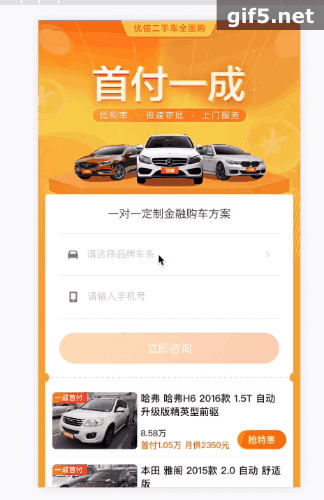 gif5.net
优信二手车全国购
首付一成
低利率 · 极速审批 · 上门服务
一对一定制金融购车方案
请选择品牌车系
请输入手机号
立即咨询
一成首付
哈弗 哈弗H6 2016款 1.5T 自动
升级版精英型前驱
8.58万
首付1.05万 月供2350元
抢特惠
一成首付
本田 雅阁 2015款 2.0 自动 舒适
版